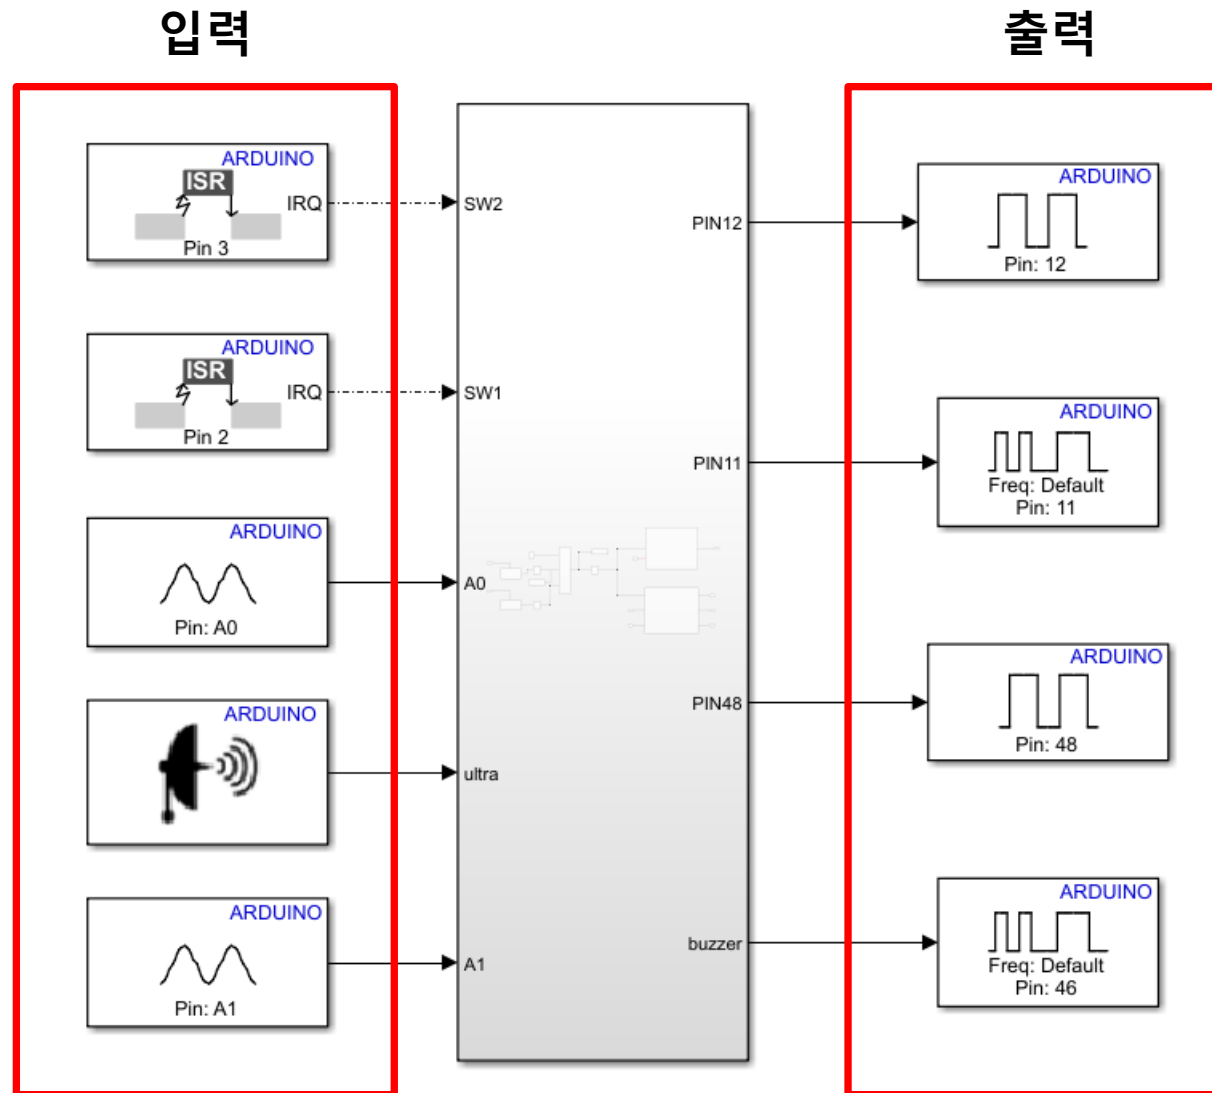 입력
출력
ARDUINO
ISR
IRQ
Pin 3
ARDUINO
ISR
IRQ
Pin 2
ARDUINO
Pin: A0
ARDUINO
ARDUINO
Pin: A1
SW2
SW1
A0
ultra
A1
PIN12
PIN11
PIN48
buzzer
ARDUINO
Pin: 12
ARDUINO
Freq: Default
Pin: 11
ARDUINO
Pin: 48
ARDUINO
Freq: Default
Pin: 46